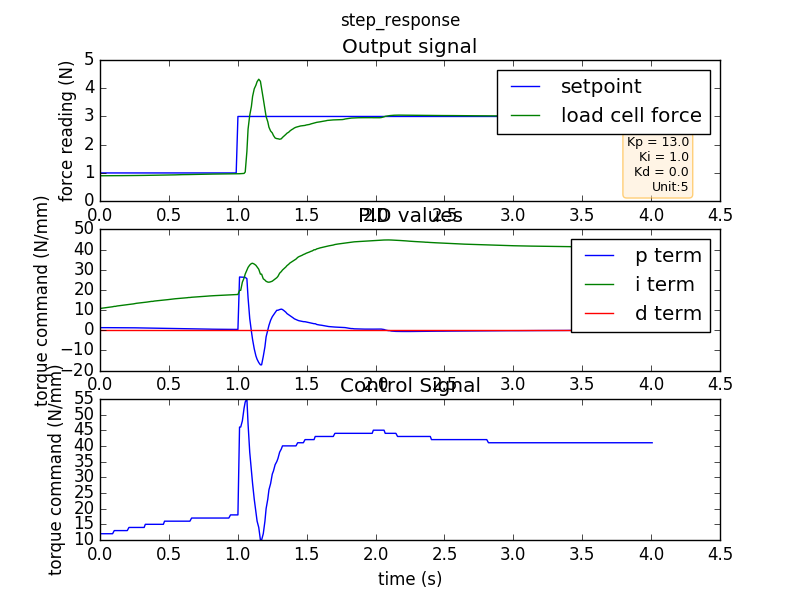 step_response
Output signal
force reading (N)
5
4
3
2
1
0
setpoint
load cell force
Kp = 13.0
Ki = 1.0
Kd = 0.0
Unit:5
0.0 0.5 1.0 1.5 2.0 2.5 3.0 3.5 4.0 4.5
PID values
torque command (N/mm)
50
40
30
20
10
0
−10
−20
p term
i term
d term
0.0 0.5 1.0 1.5 2.0 2.5 3.0 3.5 4.0 4.5
Control Signal
torque command (N/mm)
55
50
45
40
35
30
25
20
15
10
0.0 0.5 1.0 1.5 2.0 2.5 3.0 3.5 4.0 4.5
time (s)